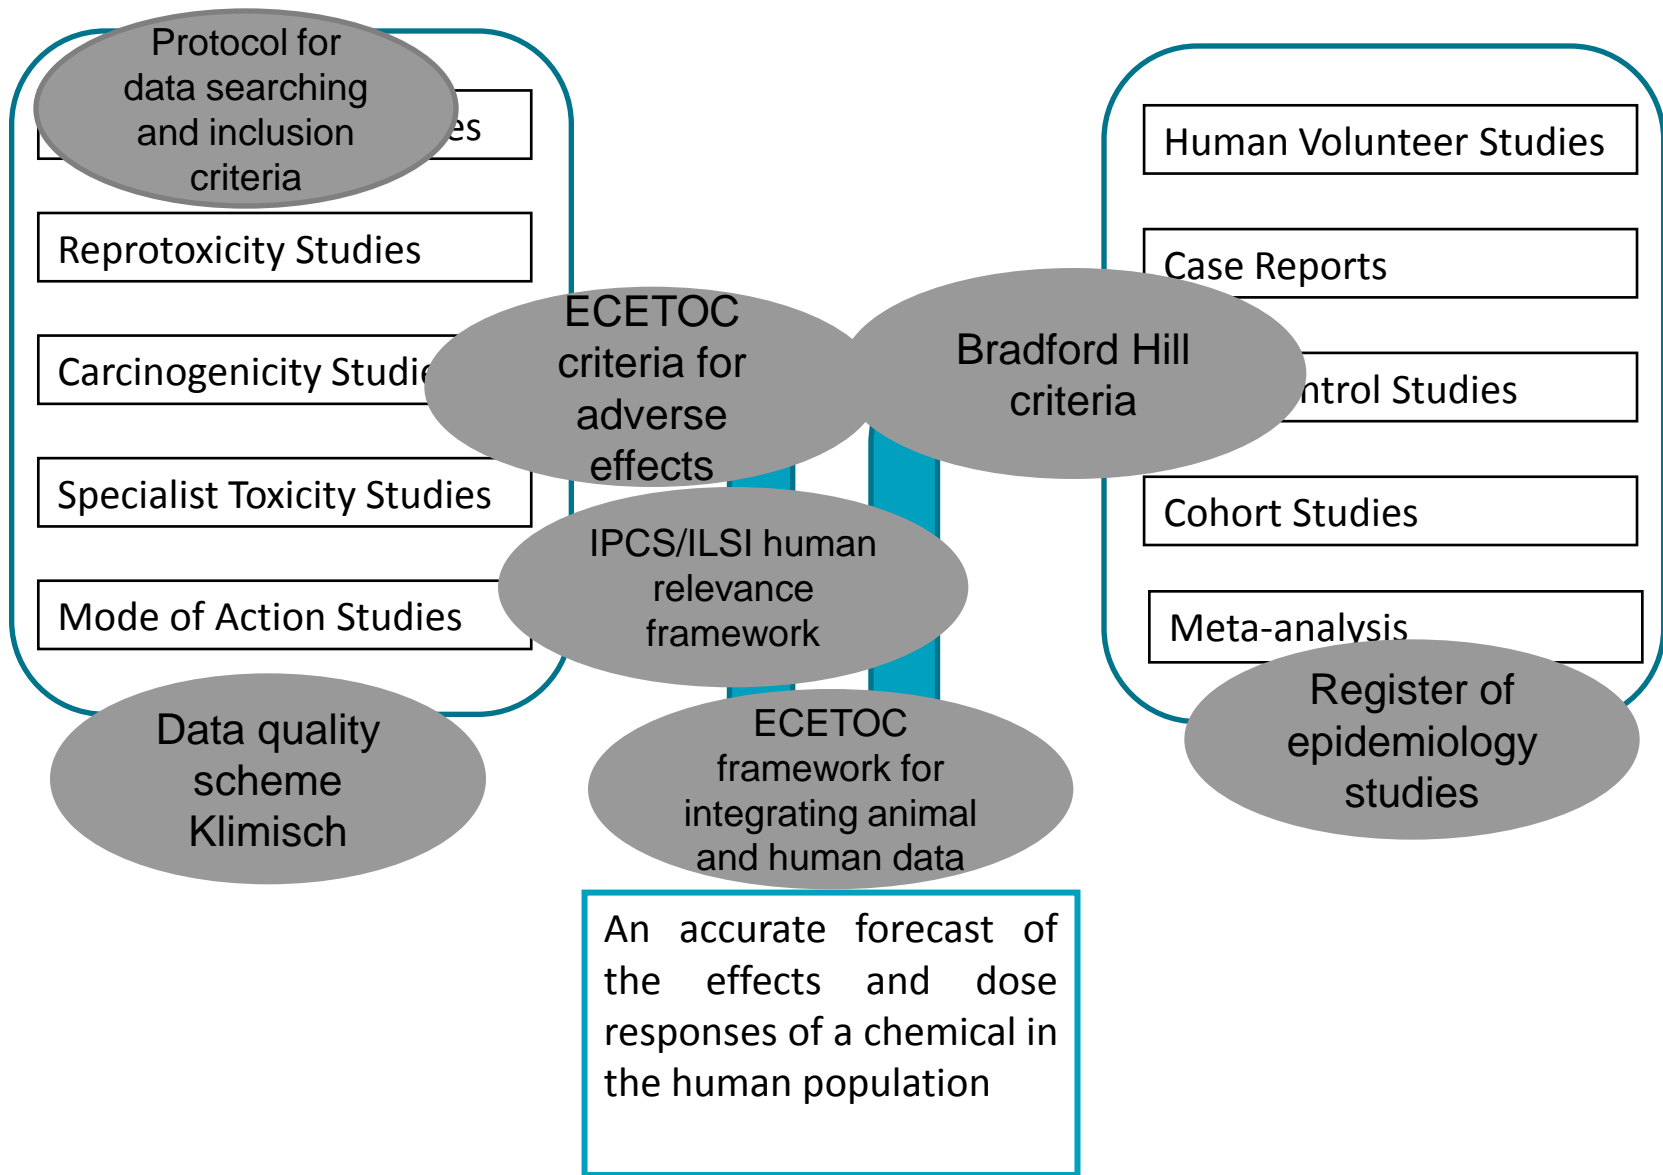 Protocol for
data searching
and inclusion
criteria
Reprotoxicity Studies
Carcinogenicity
Specialist Toxicity Studies
Mode of Action Studies
Data quality
scheme
Klimisch
ECETOC
criteria for
adverse
effects
Bradford Hill
criteria
IPCS/ILSI human
relevance
framework
ECETOC
framework for
integrating animal
and human data
An accurate forecast of
the effects and dose
responses of a chemical in
the human population
Human Volunteer Studies
Case Reports
Studies
Cohort Studies
Meta-analysis
Register of
epidemiology
studies